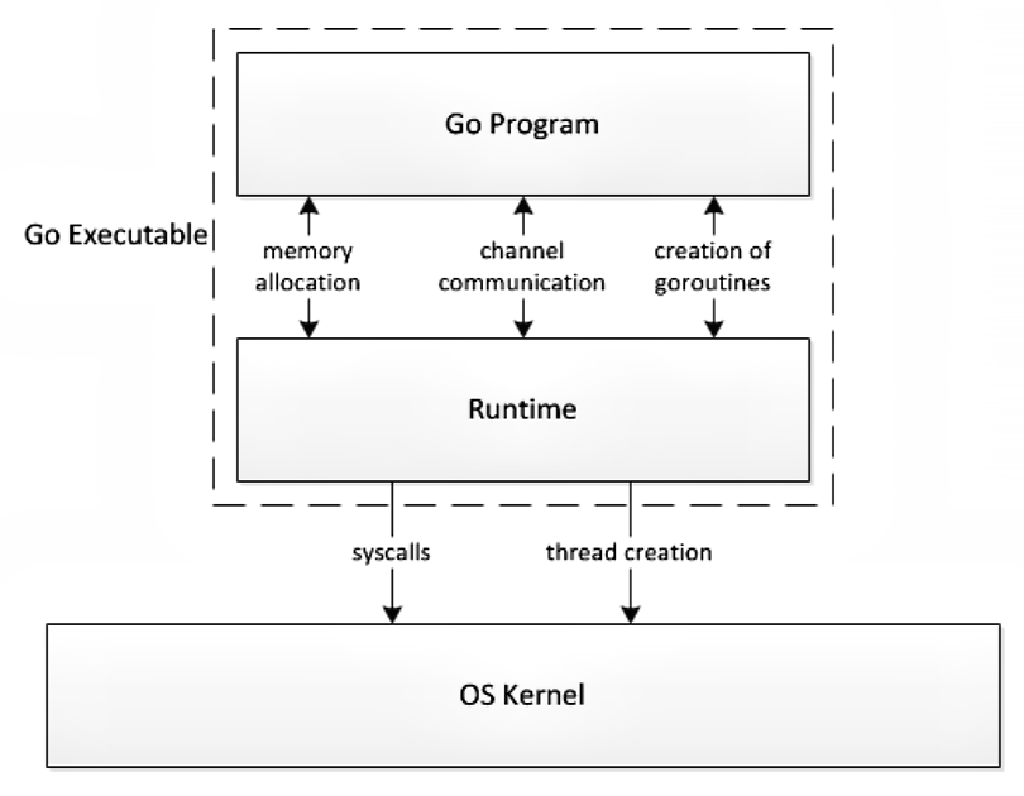 Go Program
Go Executable
memory
allocation
channel
communication
creation of
goroutines
Runtime
syscalls
thread creation
OS Kernel